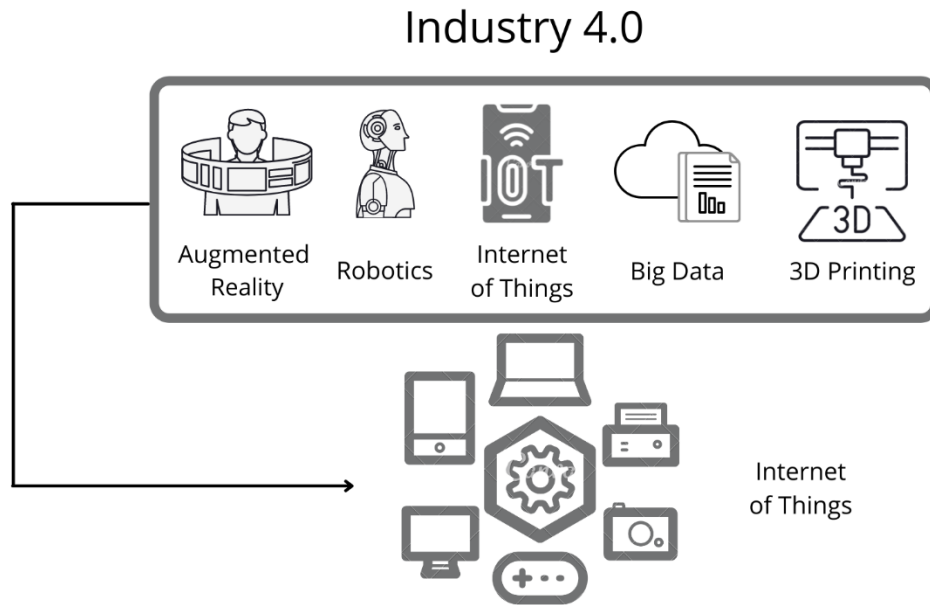 Industry 4.0
IOT
3D
Augmented
Reality
Robotics
Internet
of Things
Big Data
3D Printing
Internet
of Things